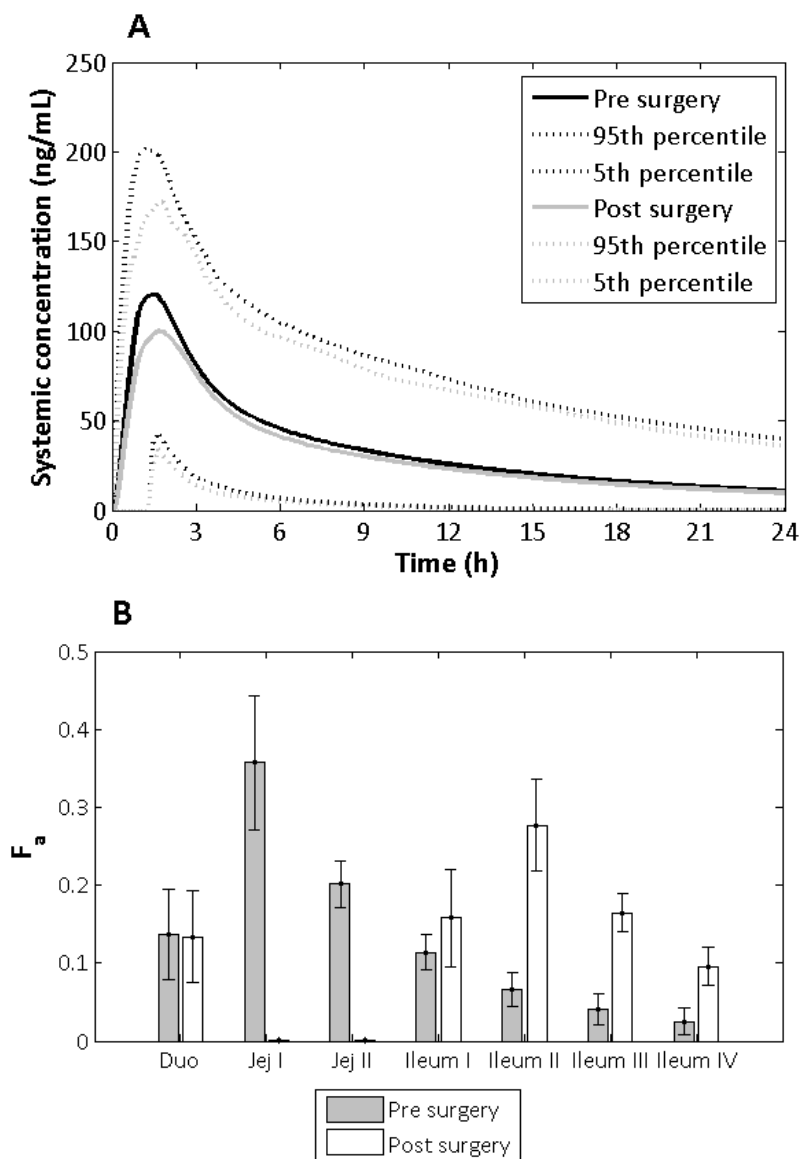 A
250
200
150
100
50
0
Systemic concentration (ng/mL)
Pre surgery
95th percentile
5th percentile
Post surgery
95th percentile
5th percentile
0 3 6 9 12 15 18 21 24
Time (h)
B
0.5
0.4
0.3
0.2
0.1
0
Fa
Duo Jej I Jej II Ileum I Ileum II Ileum III Ileum IV
Pre surgery
Post surgery